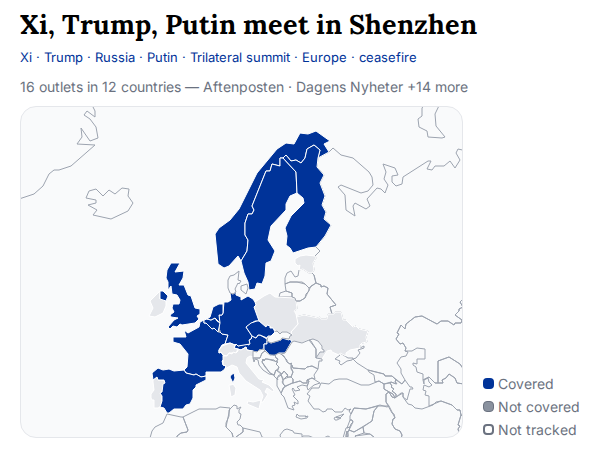 Xi, Trump, Putin meet in Shenzhen
Xi · Trump · Russia · Putin · Trilateral summit · Europe · ceasefire
16 outlets in 12 countries — Aftenposten · Dagens Nyheter +14 more
Covered
Not covered
Not tracked